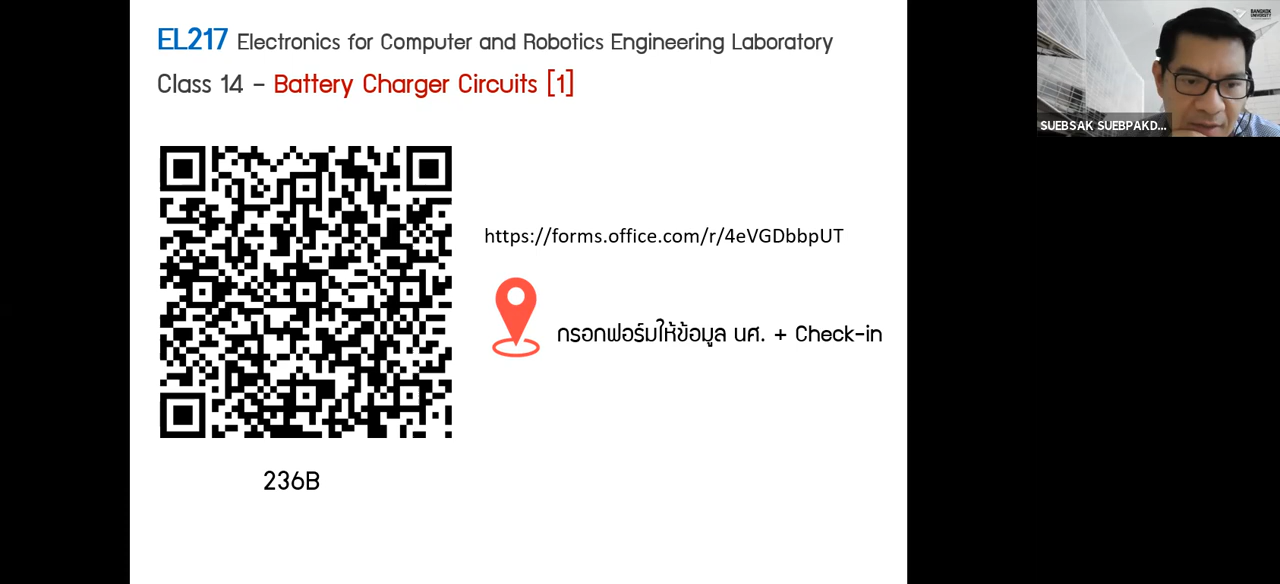 EL217 Electronics for Computer and Robotics Engineering Laboratory
Class 14 – Battery Charger Circuits [1]
https://forms.office.com/r/4eVGDbbpUT
กรอกฟอร์มให้ข้อมูล นศ. + Check-in
236B
BANGKOK
UNIVERSITY
SUEBSAK SUEBPAKD...